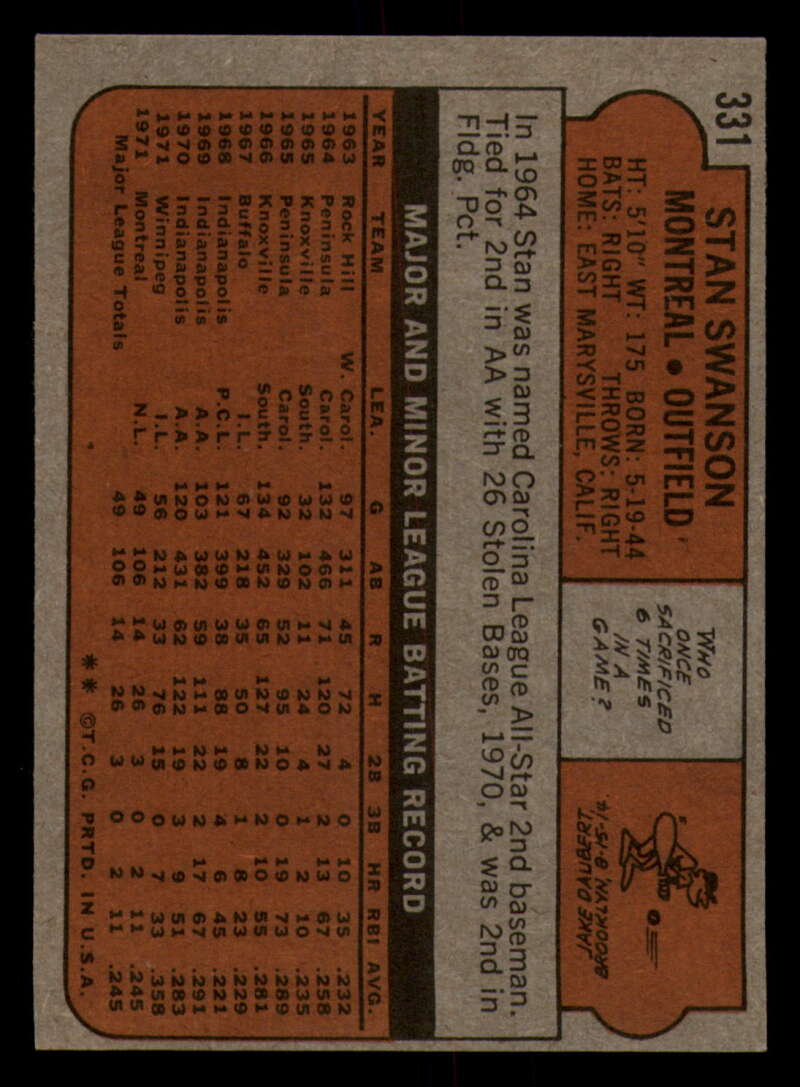 331
STAN SWANSON
MONTREAL • OUTFIELD
HT: 5'10" WT: 175 BORN: 5-19-44
BATS: RIGHT THROWS: RIGHT
HOME: EAST MARYSVILLE, CALIF.
WHO
ONCE
SACRIFICED
6 TIMES
IN A
GAME?
JAKE DAUBERT,
BROOKLYN, 8-15-14.
In 1964 Stan was named Carolina League All-Star 2nd baseman.
Tied for 2nd in AA with 26 Stolen Bases, 1970, & was 2nd in
Fldg. Pct.
MAJOR AND MINOR LEAGUE BATTING RECORD
YEAR TEAM LEA. G AB R H 2B 3B HR RBI AVG.
1963 Rock Hill W. Carol. 97 311 45 72 4 0 10 35 .232
1964 Peninsula Carol. 132 466 71 120 27 2 13 67 .258
1965 Knoxville South. 32 102 11 24 4 1 2 10 .235
1965 Peninsula Carol. 92 329 52 95 10 0 19 73 .289
1966 Knoxville South. 134 452 65 127 22 2 10 55 .281
1967 Buffalo I.L. 67 218 35 50 8 1 8 23 .229
1968 Indianapolis P.C.L. 121 399 38 88 19 4 6 45 .221
1969 Indianapolis A.A. 103 382 59 111 22 2 17 67 .291
1970 Indianapolis A.A. 120 431 62 122 19 3 9 51 .283
1971 Winnipeg I.L. 56 212 33 76 15 0 7 33 .358
1971 Montreal N.L. 49 106 14 26 3 0 2 11 .245
Major League Totals 49 106 14 26 3 0 2 11 .245
** ©T.C.G. PRTD. IN U.S.A.